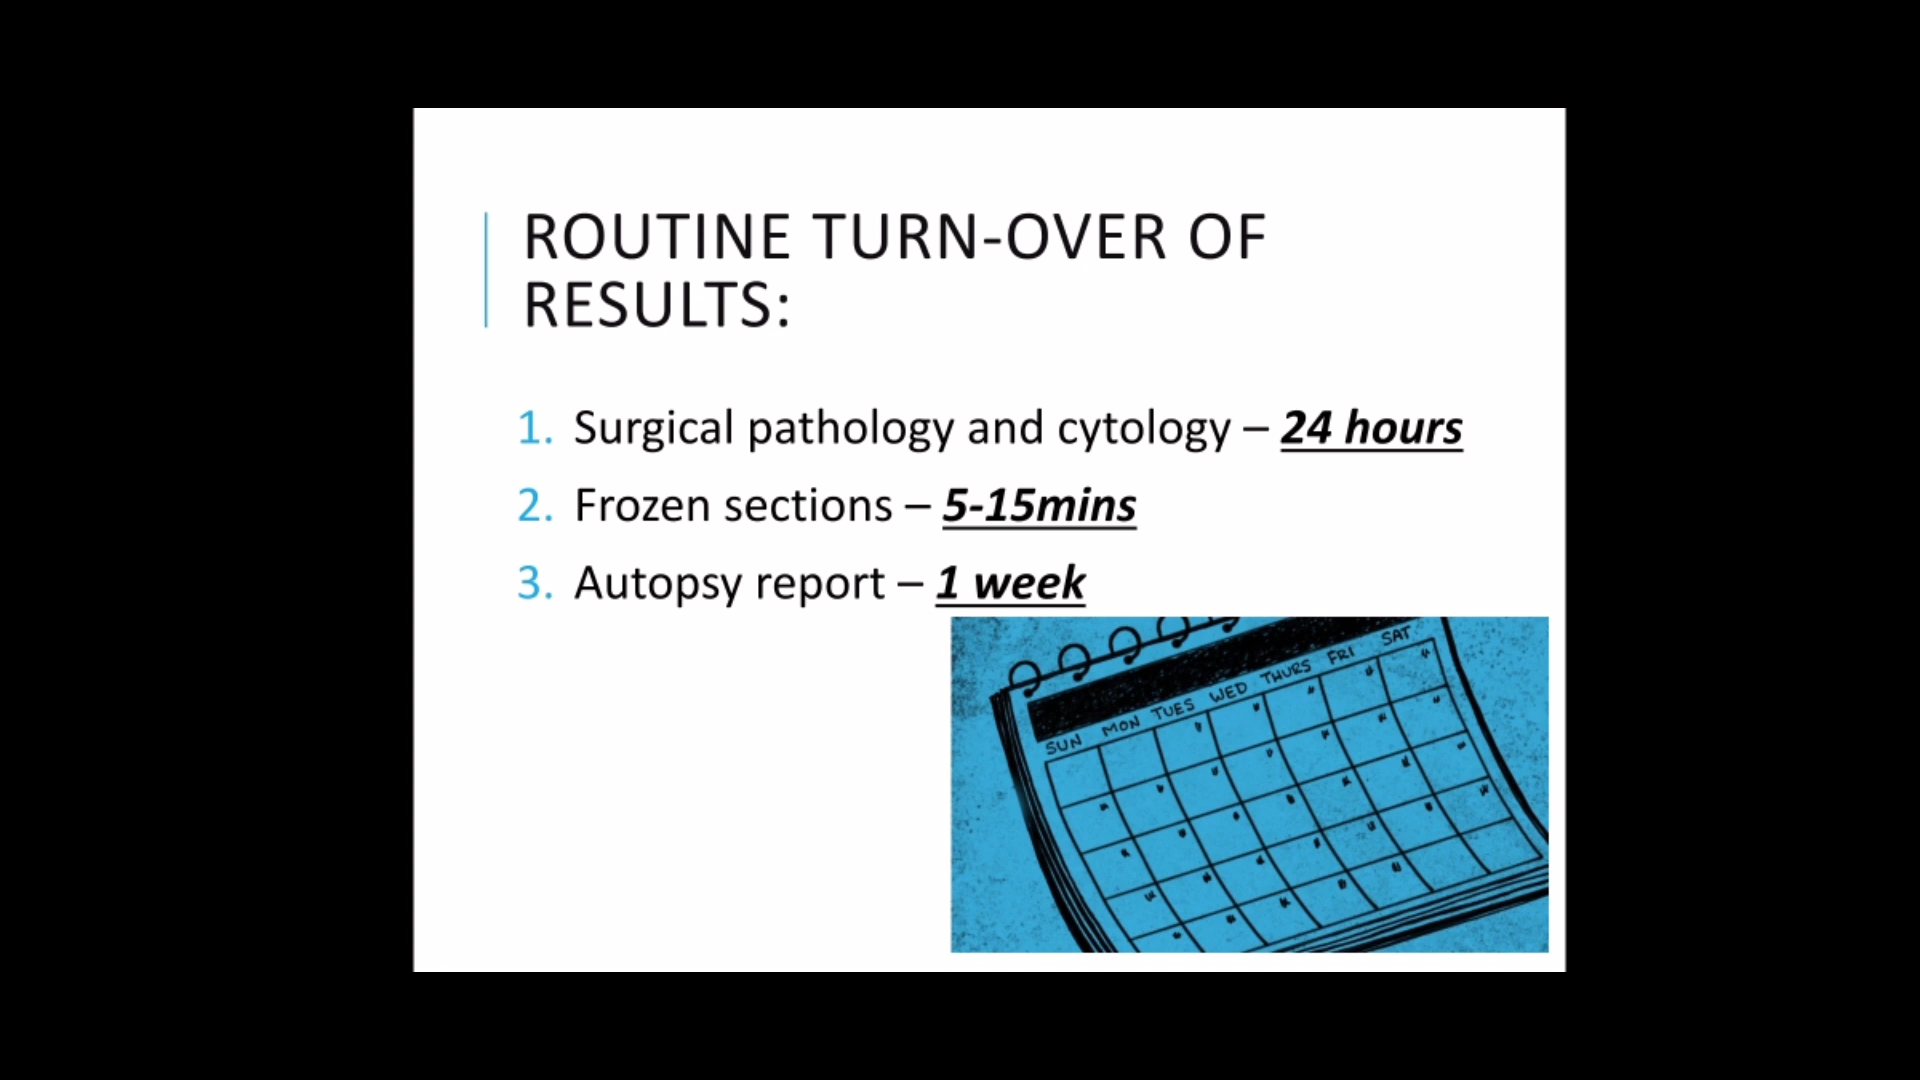 ROUTINE TURN-OVER OF
RESULTS:
1. Surgical pathology and cytology – 24 hours
2. Frozen sections – 5-15mins
3. Autopsy report – 1 week
SUN MON TUES WED THURS FRI SAT